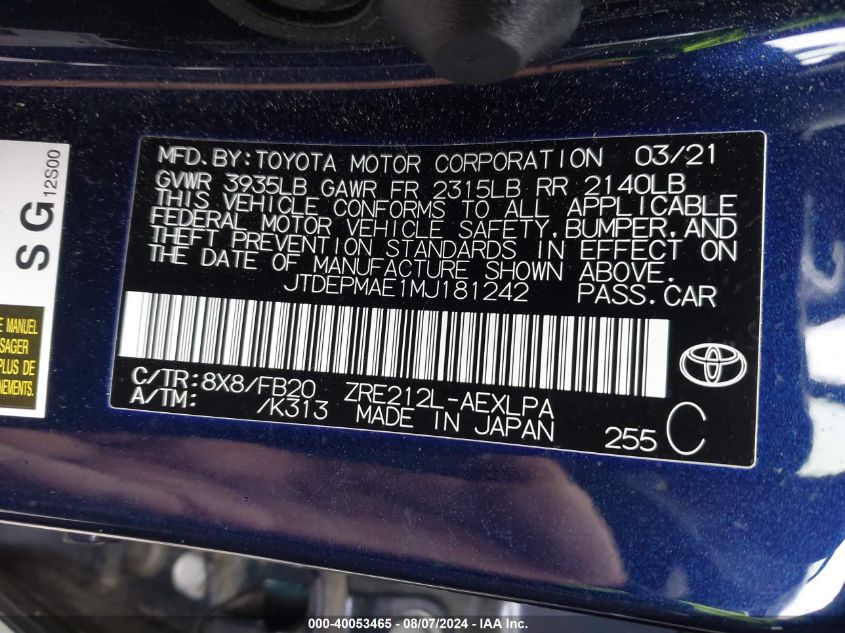 MFD. BY: TOYOTA MOTOR CORPORATION 03/21
GVWR 3935LB GAWR FR 2315LB RR 2140LB
THIS VEHICLE CONFORMS TO ALL APPLICABLE
FEDERAL MOTOR VEHICLE SAFETY, BUMPER, AND
THEFT PREVENTION STANDARDS IN EFFECT ON
THE DATE OF MANUFACTURE SHOWN ABOVE.
JTDEPMAE1MJ181242 PASS.CAR
C/TR:8X8/FB20 ZRE212L-AEXLPA
A/TM: /K313 MADE IN JAPAN
255 C
SG
12S00
E MANUEL
SAGER
PLUS DE
000-40053465 - 08/07/2024 - IAAI COPYRIGHT